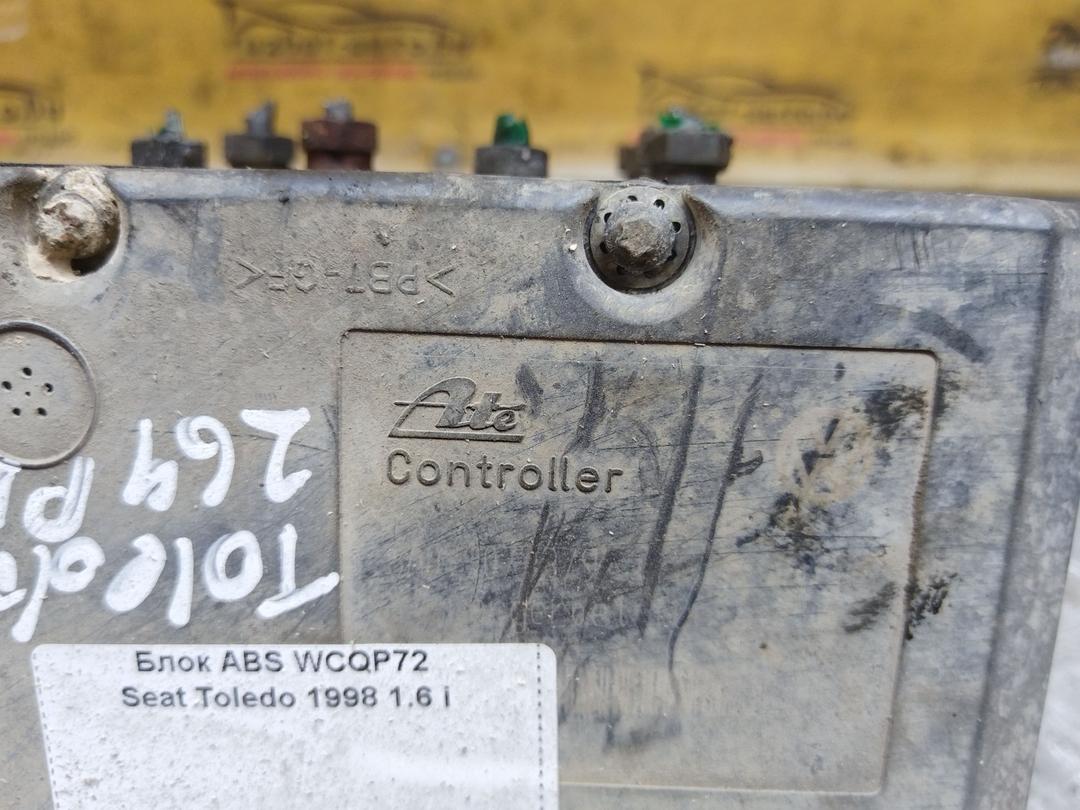 >PBT-GF<
Ate
Controller
Toledo
264
Блок ABS WCQP72
Seat Toledo 1998 1.6 i